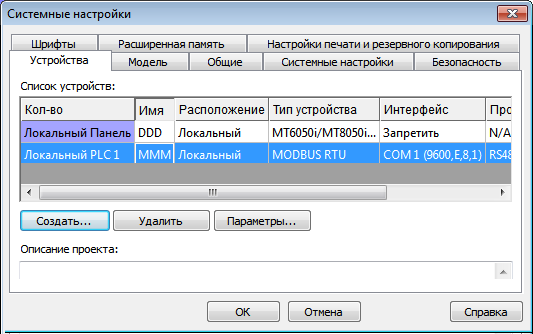 Системные настройки
Шрифты Расширенная память Настройки печати и резервного копирования
Устройства Модель Общие Системные настройки Безопасность
Список устройств:
Кол-во Имя Расположение Тип устройства Интерфейс Про
Локальный Панель DDD Локальный MT6050i/MT8050i... Запретить N/A
Локальный PLC 1 MMM Локальный MODBUS RTU COM 1 (9600,E,8,1) RS48
Создать... Удалить Параметры...
Описание проекта:
OK Отмена Справка